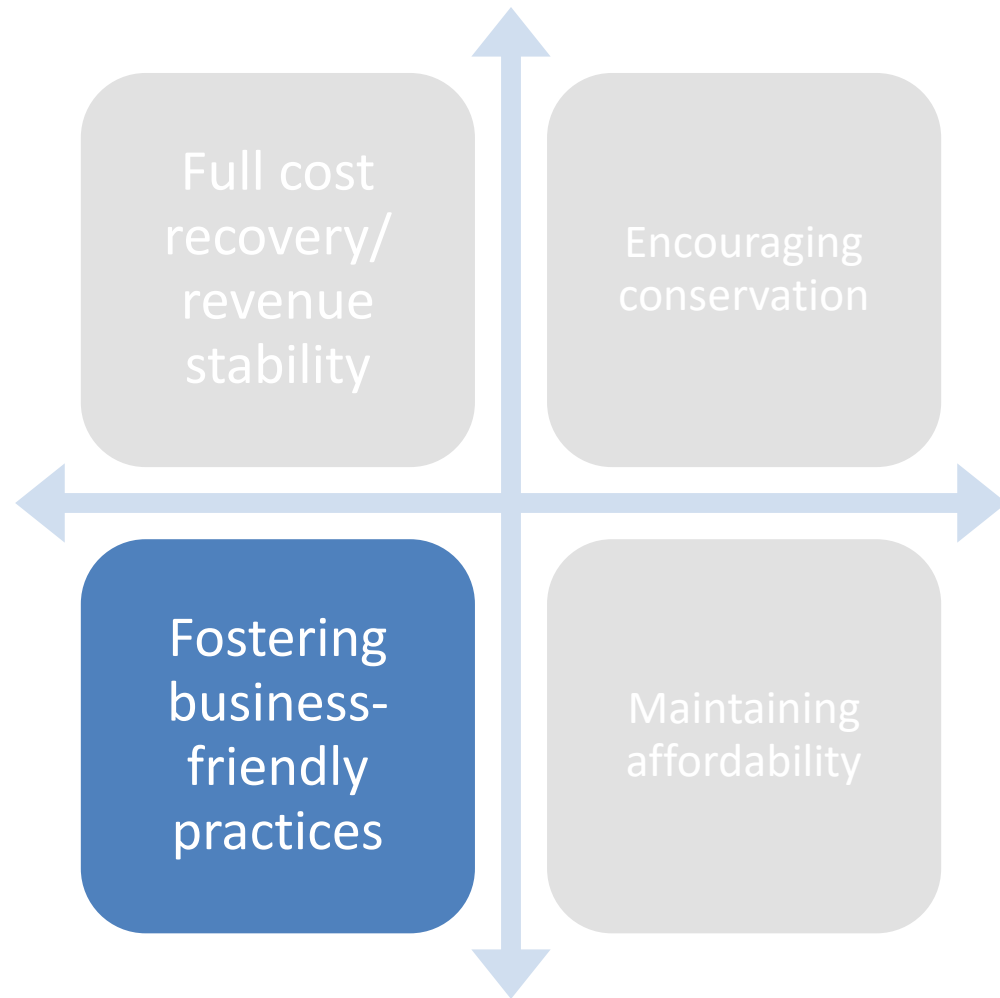 Full cost
recovery/
revenue
stability
Encouraging
conservation
Fostering
business-
friendly
practices
Maintaining
affordability